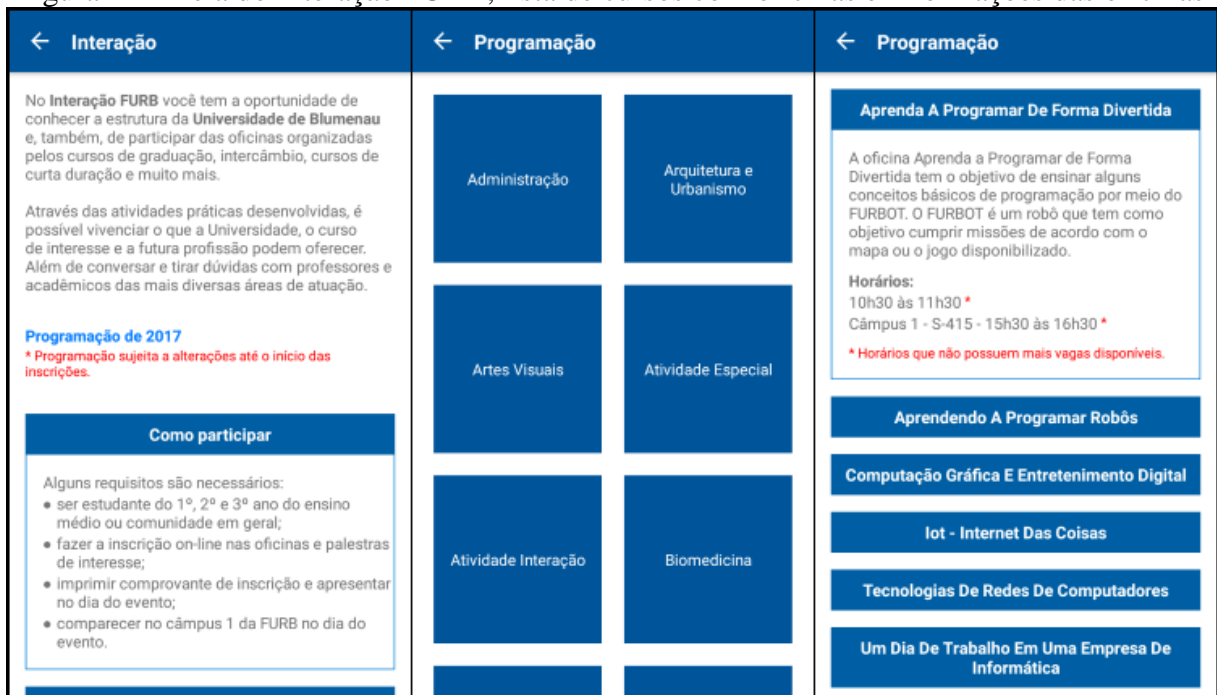 Interação
No Interação FURB você tem a oportunidade de
conhecer a estrutura da Universidade de Blumenau
e, também, de participar das oficinas organizadas
pelos cursos de graduação, intercâmbio, cursos de
curta duração e muito mais.
Através das atividades práticas desenvolvidas, é
possível vivenciar o que a Universidade, o curso
de interesse e a futura profissão podem oferecer.
Além de conversar e tirar dúvidas com professores e
acadêmicos das mais diversas áreas de atuação.
Programação de 2017
* Programação sujeita a alterações até o início das
inscrições.
Como participar
Alguns requisitos são necessários:
● ser estudante do 1º, 2º e 3º ano do ensino
médio ou comunidade em geral;
● fazer a inscrição on-line nas oficinas e palestras
de interesse;
● imprimir comprovante de inscrição e apresentar
no dia do evento;
● comparecer no câmpus 1 da FURB no dia do
evento.
Programação
Administração
Arquitetura e
Urbanismo
Artes Visuais
Atividade Especial
Atividade Interação
Biomedicina
Programação
Aprenda A Programar De Forma Divertida
A oficina Aprenda a Programar de Forma
Divertida tem o objetivo de ensinar alguns
conceitos básicos de programação por meio do
FURBOT. O FURBOT é um robô que tem como
objetivo cumprir missões de acordo com o
mapa ou o jogo disponibilizado.
Horários:
10h30 às 11h30 *
Câmpus 1 - S-415 - 15h30 às 16h30 *
* Horários que não possuem mais vagas disponíveis.
Aprendendo A Programar Robôs
Computação Gráfica E Entretenimento Digital
Iot - Internet Das Coisas
Tecnologias De Redes De Computadores
Um Dia De Trabalho Em Uma Empresa De
Informática